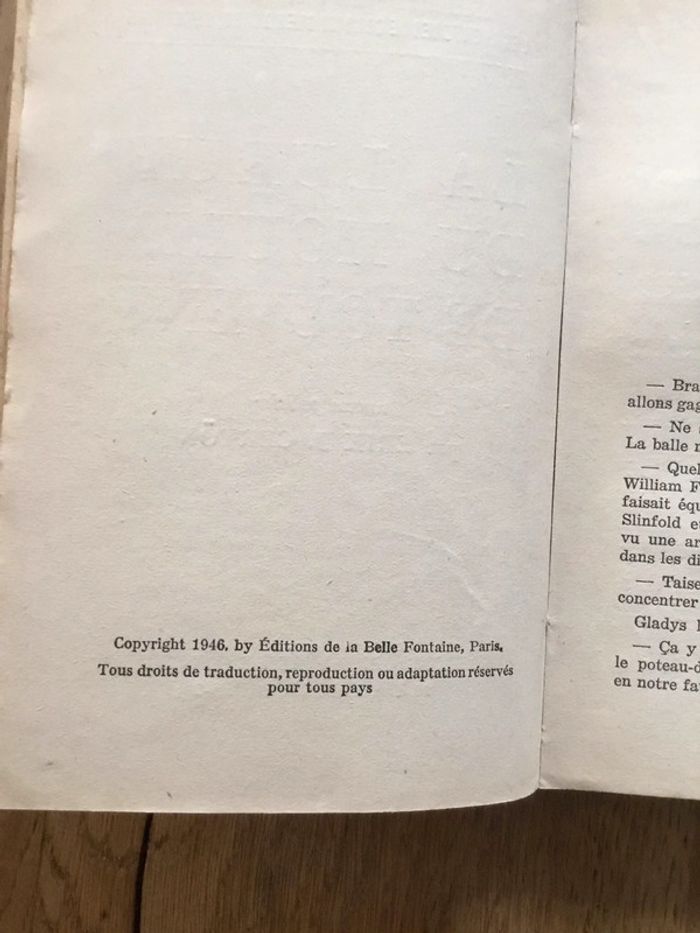 Copyright 1946, by Éditions de la Belle Fontaine, Paris.
Tous droits de traduction, reproduction ou adaptation réservés
pour tous pays
— Bra
allons gag
— Ne
La balle
— Quel
William F
faisait équ
Slinfold e
vu une ar
dans les di
— Taise
concentrer
Gladys
— Ça y
le poteau-d
en notre fa